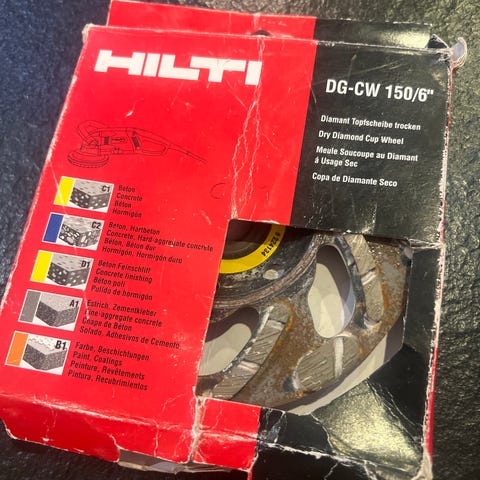 HILTI
DG-CW 150/6"
Diamant Topfscheibe trocken
Dry Diamond Cup Wheel
Meule Soucoupe au Diamant
á Usage Sec
Copa de Diamante Seco
C1
Beton
Concrete
Béton
Hormigón
C2
Beton, Hartbeton
Concrete, Hard-aggregate concrete
Béton, Béton dur
Hormigón, Hormigón duro
D1
Beton Feinschliff
Concrete finishing
Béton poli
Pulido de hormigón
A1
Estrich, Zementkleber
Fine-aggregate concrete
Chape de Béton
Solado, Adhesivos de Cemento
B1
Farbe, Beschichtungen
Paint, Coatings
Peinture, Revêtements
Pintura, Recubrimientos